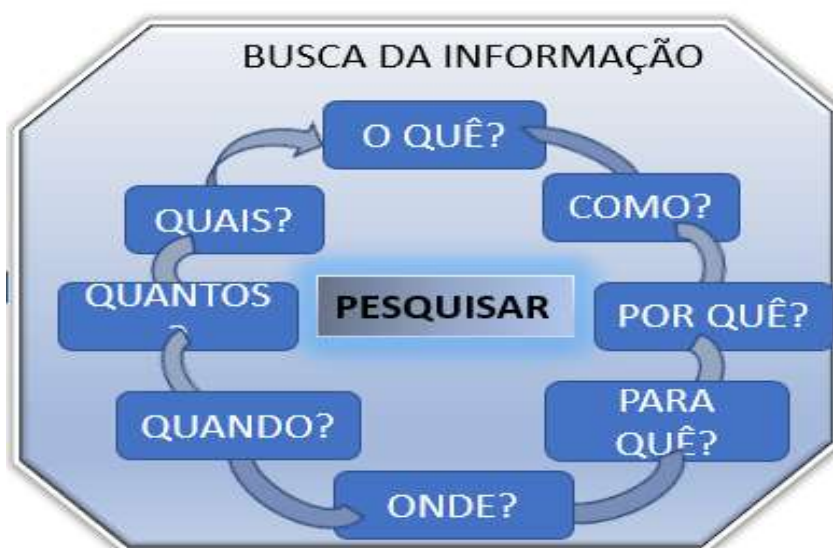 BUSCA DA INFORMAÇÃO
O QUÊ?
COMO?
POR QUÊ?
PARA
QUÊ?
ONDE?
QUANDO?
QUANTOS
?
QUAIS?
PESQUISAR